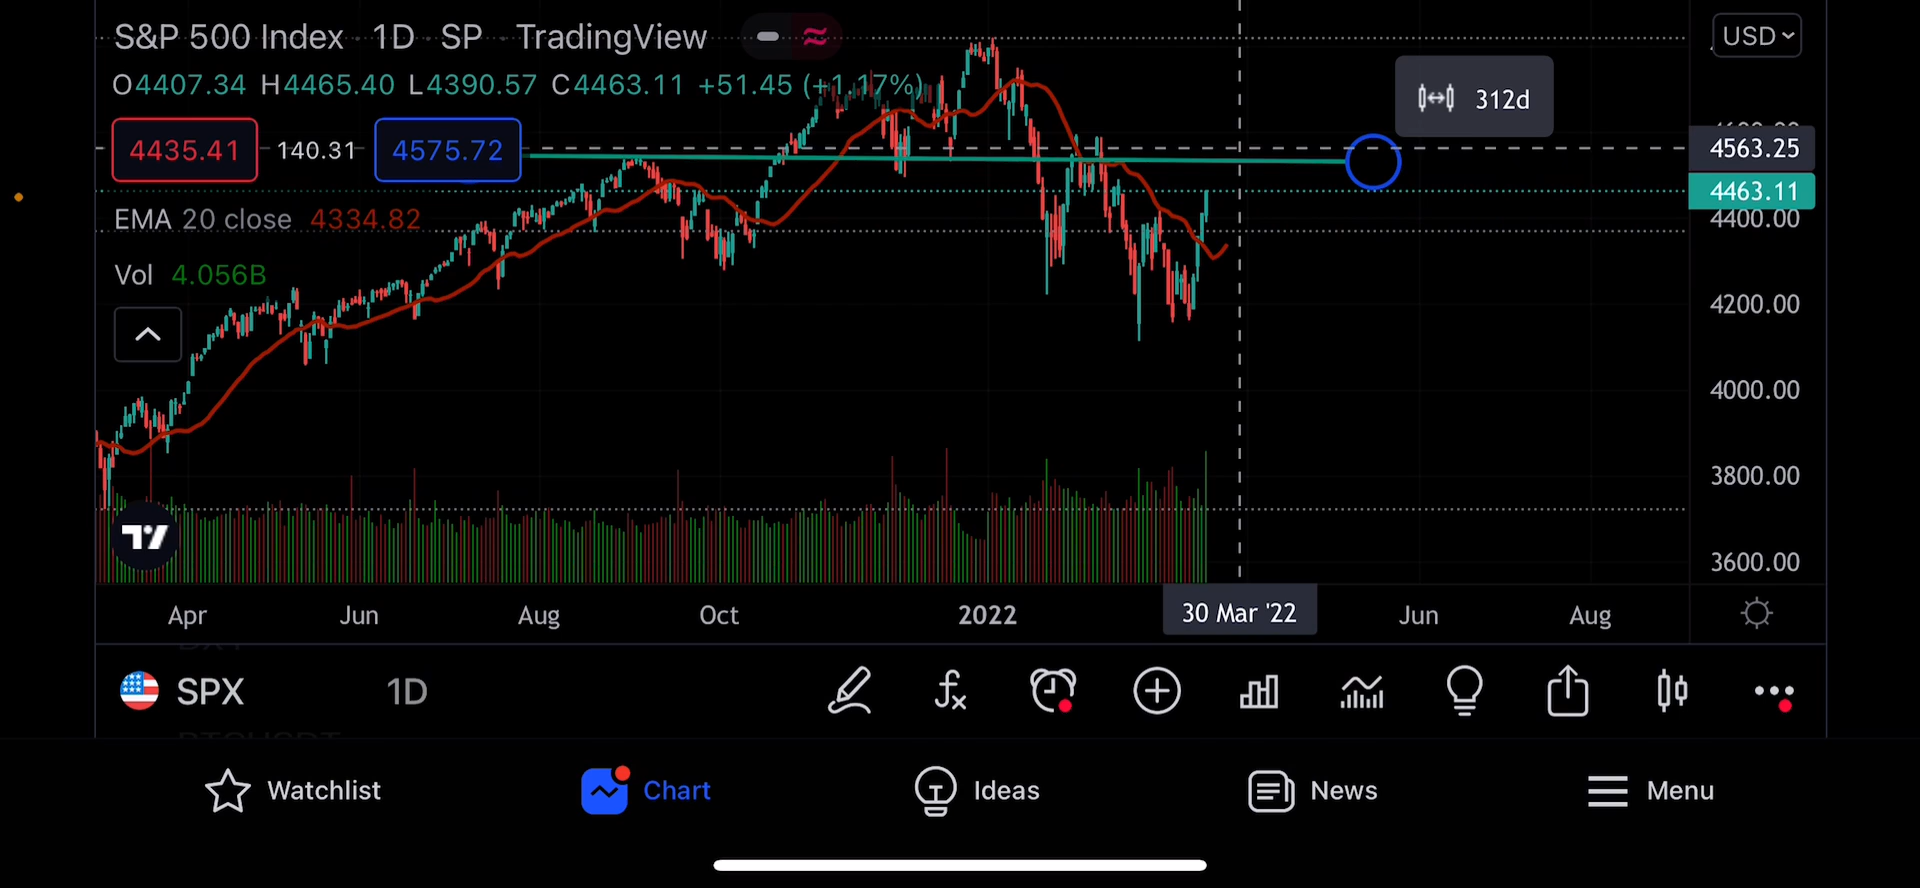 S&P 500 Index · 1D · SP · TradingView
USD
O4407.34 H4465.40 L4390.57 C4463.11 +51.45 (+1.17%)
312d
4435.41 140.31 4575.72
4563.25
4463.11
EMA 20 close 4334.82
4400.00
Vol 4.056B
4200.00
4000.00
3800.00
3600.00
Apr Jun Aug Oct 2022 30 Mar '22 Jun Aug
SPX 1D
Watchlist Chart Ideas News Menu